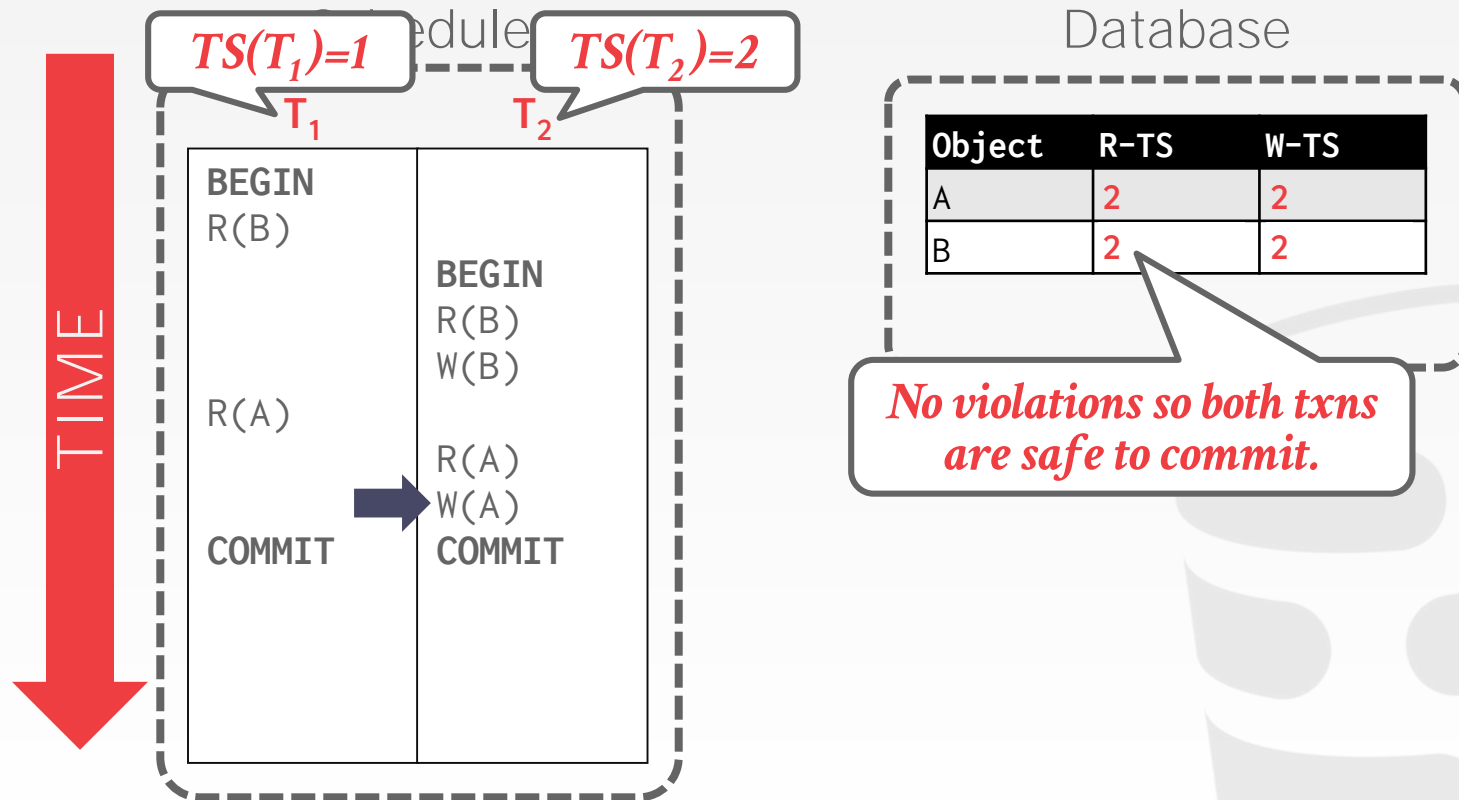 TS(T1)=1
edule
TS(T2)=2
Database
T1
T2
TIME
BEGIN
R(B)
BEGIN
R(B)
W(B)
R(A)
R(A)
W(A)
COMMIT
COMMIT
Object R-TS W-TS
A 2 2
B 2 2
No violations so both txns
are safe to commit.